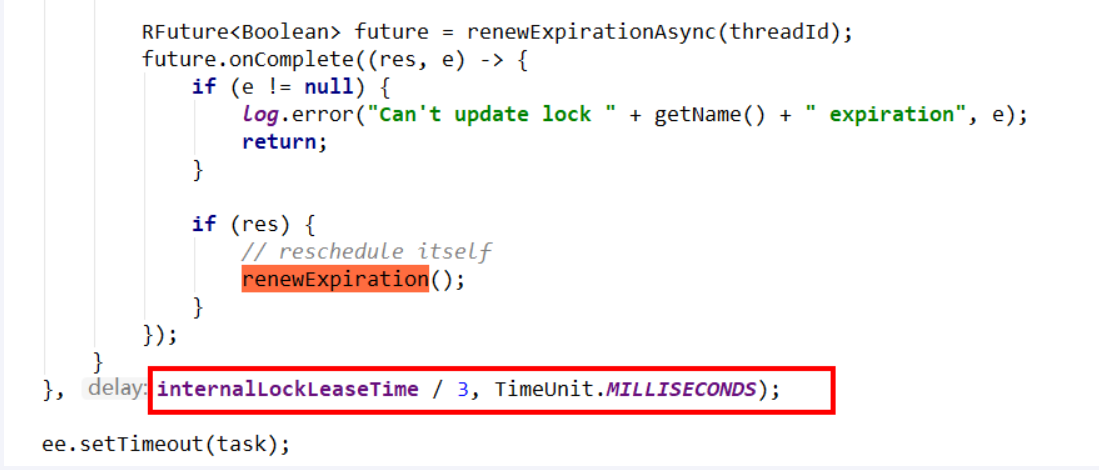 RFuture<Boolean> future = renewExpirationAsync(threadId);
future.onComplete((res, e) -> {
if (e != null) {
log.error("Can't update lock " + getName() + " expiration", e);
return;
}
if (res) {
// reschedule itself
renewExpiration();
}
});
}
}, delay: internalLockLeaseTime / 3, TimeUnit.MILLISECONDS);
ee.setTimeout(task);